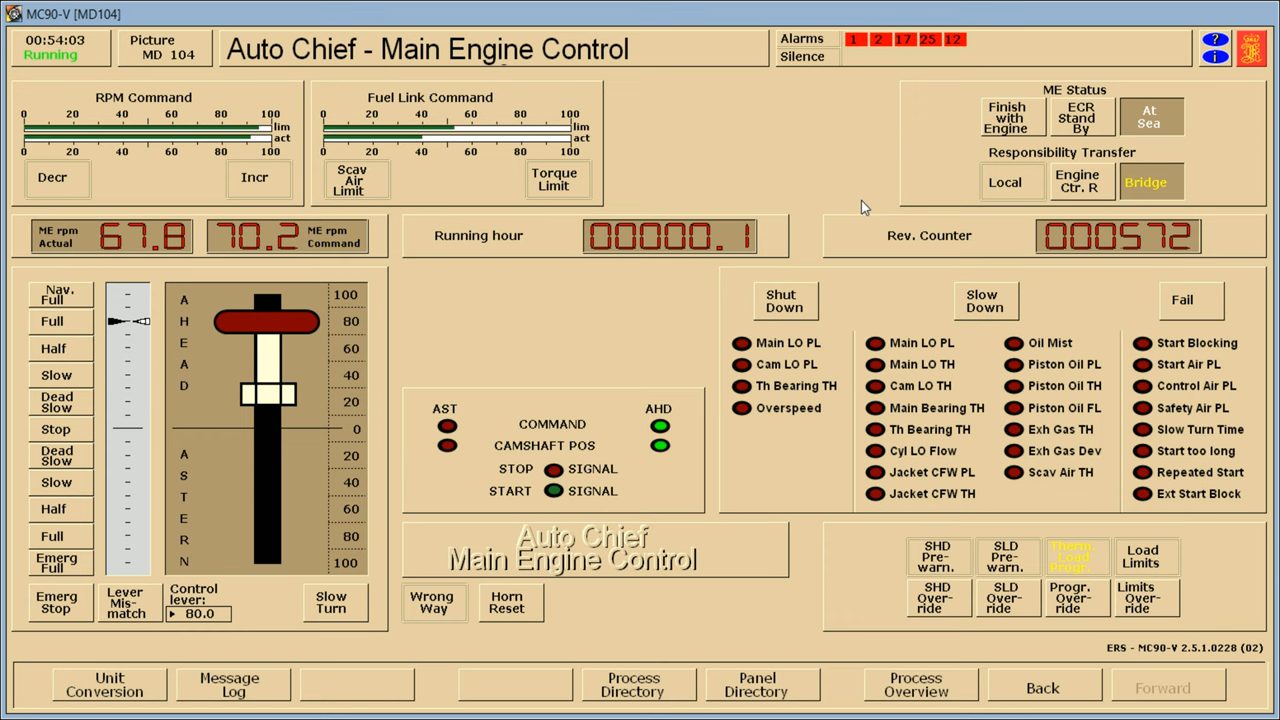 MC90-V [MD104]
00:54:03
Running
Picture
MD 104
Auto Chief - Main Engine Control
Alarms
1 2 17 25 12
Silence
?
i
RPM Command
0 20 40 60 80 100
lim
act
0 20 40 60 80 100
Decr
Incr
Fuel Link Command
0 20 40 60 80 100
lim
act
0 20 40 60 80 100
Scav
Air
Limit
Torque
Limit
ME Status
Finish
with
Engine
ECR
Stand
By
At
Sea
Responsibility Transfer
Local
Engine
Ctr. R
Bridge
ME rpm
Actual
67.8
70.2
ME rpm
Command
Running hour
00000.1
Rev. Counter
000572
Nav.
Full
Full
Half
Slow
Dead
Slow
Stop
Dead
Slow
Slow
Half
Full
Emerg
Full
A
H
E
A
D
A
S
T
E
R
N
100
80
60
40
20
0
20
40
60
80
100
Emerg
Stop
Lever
Mis-
match
Control
lever:
80.0
Slow
Turn
AST
AHD
COMMAND
CAMSHAFT POS
STOP SIGNAL
START SIGNAL
Auto Chief
Main Engine Control
Wrong
Way
Horn
Reset
Shut
Down
Main LO PL
Cam LO PL
Th Bearing TH
Overspeed
Slow
Down
Main LO PL
Main LO TH
Cam LO TH
Main Bearing TH
Th Bearing TH
Cyl LO Flow
Jacket CFW PL
Jacket CFW TH
Oil Mist
Piston Oil PL
Piston Oil TH
Piston Oil FL
Exh Gas TH
Exh Gas Dev
Scav Air TH
Fail
Start Blocking
Start Air PL
Control Air PL
Safety Air PL
Slow Turn Time
Start too long
Repeated Start
Ext Start Block
SHD
Pre-
warn.
SLD
Pre-
warn.
Therm.
Load
Progr.
Load
Limits
SHD
Over-
ride
SLD
Over-
ride
Progr.
Over-
ride
Limits
Over-
ride
ERS - MC90-V 2.5.1.0228 (02)
Unit
Conversion
Message
Log
Process
Directory
Panel
Directory
Process
Overview
Back
Forward